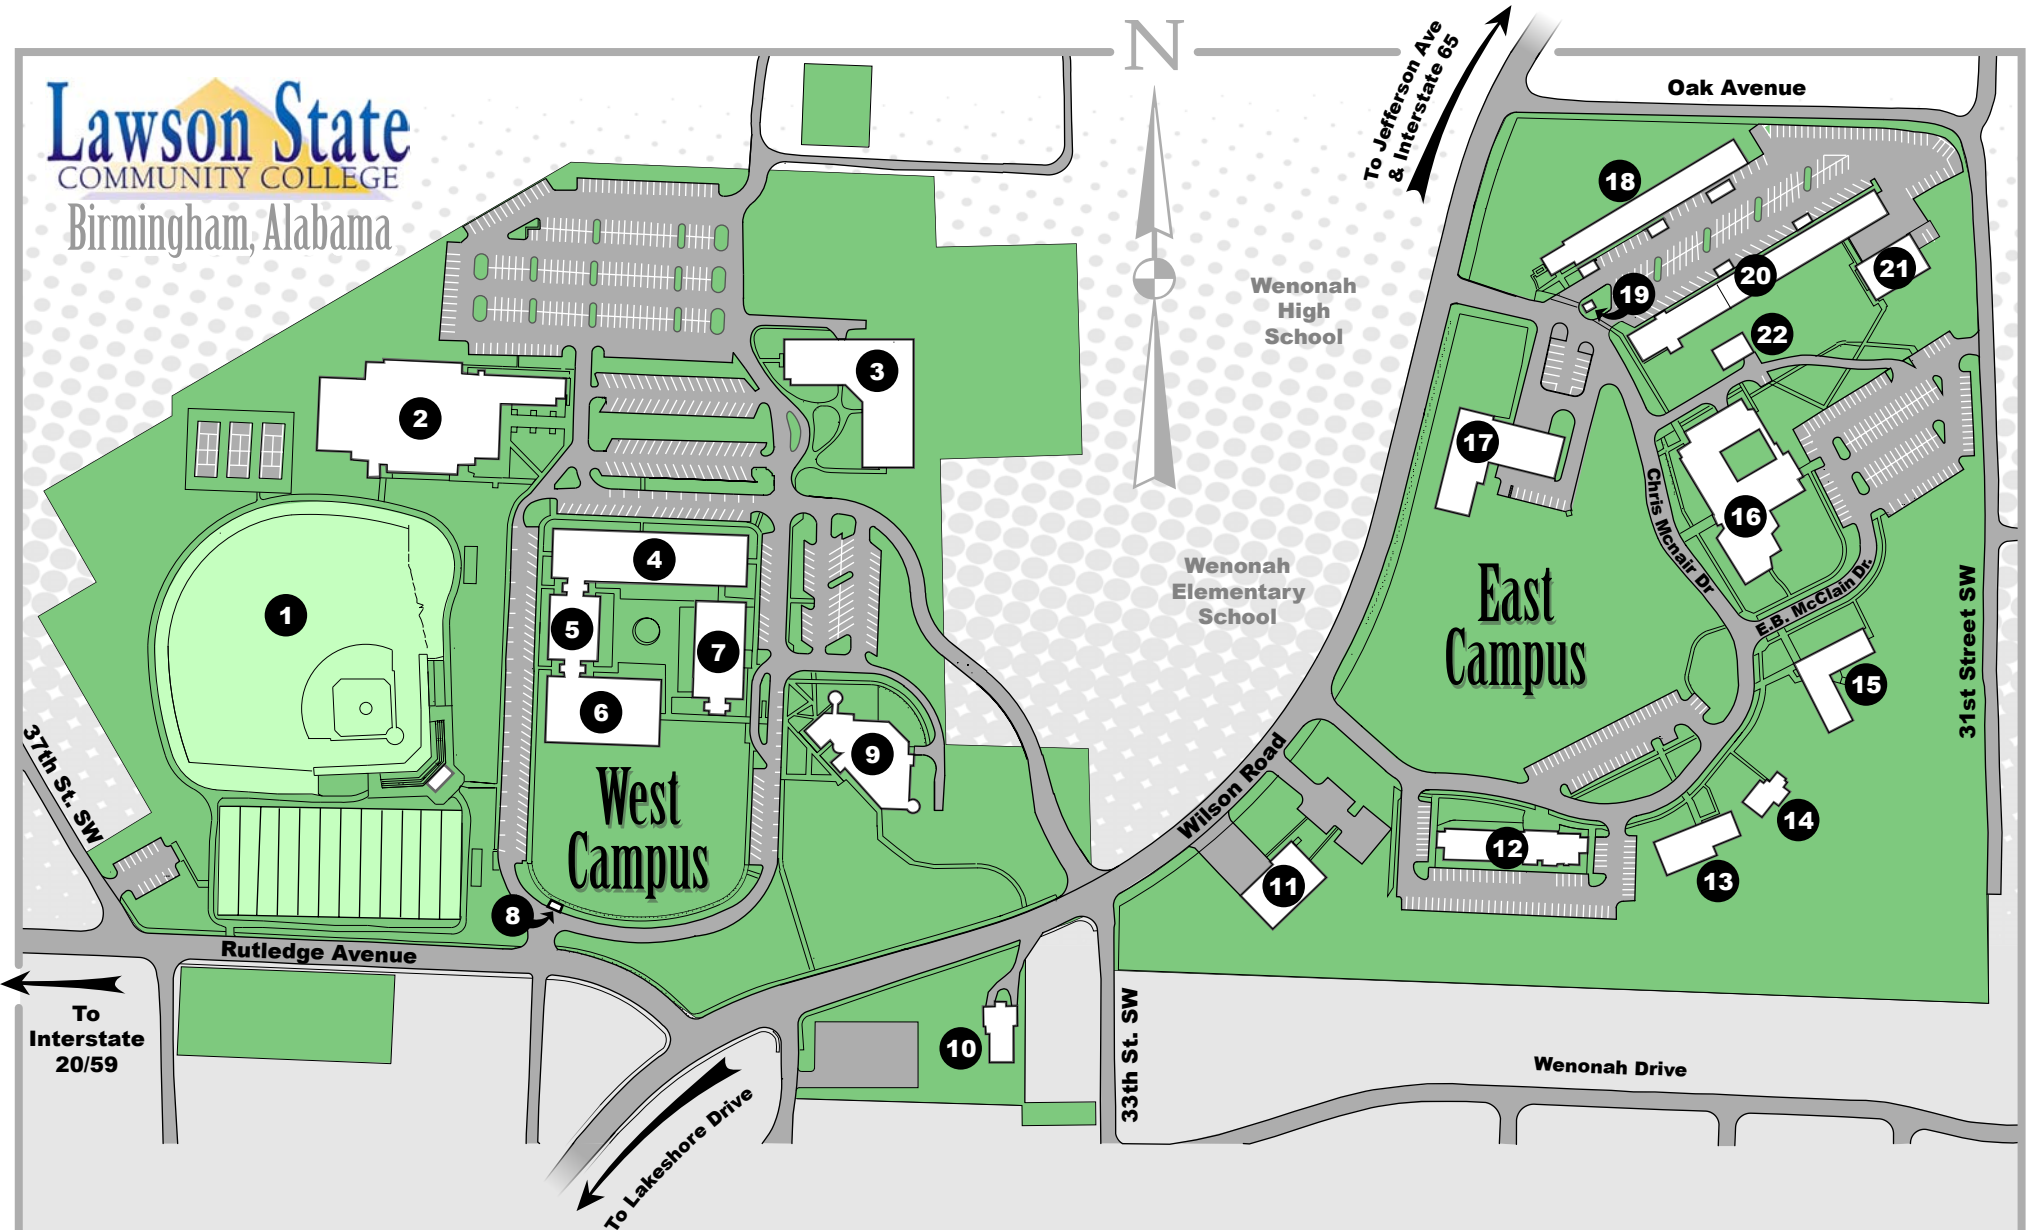 N
Lawson State
COMMUNITY COLLEGE
Birmingham, Alabama
To Jefferson Ave
& Interstate 65
Oak Avenue
Wenonah
High
School
Wenonah
Elementary
School
18
19
20
21
22
17
16
15
14
13
12
11
East
Campus
Chris Mcnair Dr
E.B. McClain Dr.
31st Street SW
Wilson Road
3
2
1
4
5
6
7
8
9
10
West
Campus
37th St. SW
Rutledge Avenue
To
Interstate
20/59
To Lakeshore Drive
33th St. SW
Wenonah Drive